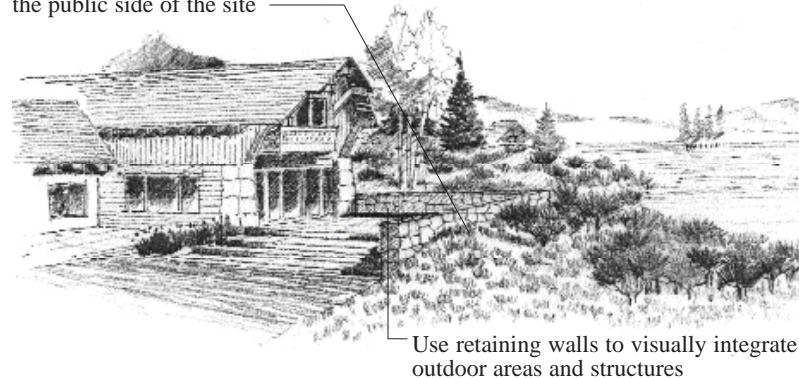 the public side of the site
Use retaining walls to visually integrate
outdoor areas and structures